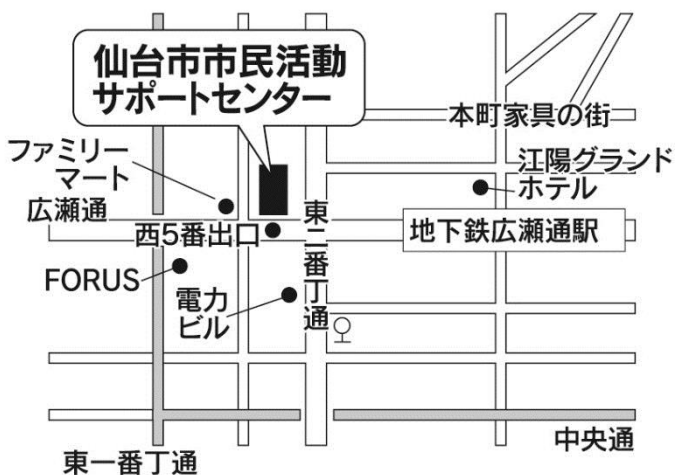 仙台市市民活動
サポートセンター
本町家具の街
ファミリー
マート
江陽グランド
ホテル
広瀬通
西5番出口
東二番丁通
地下鉄広瀬通駅
FORUS
電力
ビル
中央通
東一番丁通